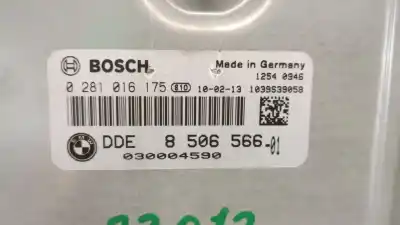 BOSCH
Made in Germany
1254 0946
0 281 016 175 610 10-02-13 1039S39058
DDE 8 506 566-01
030004590